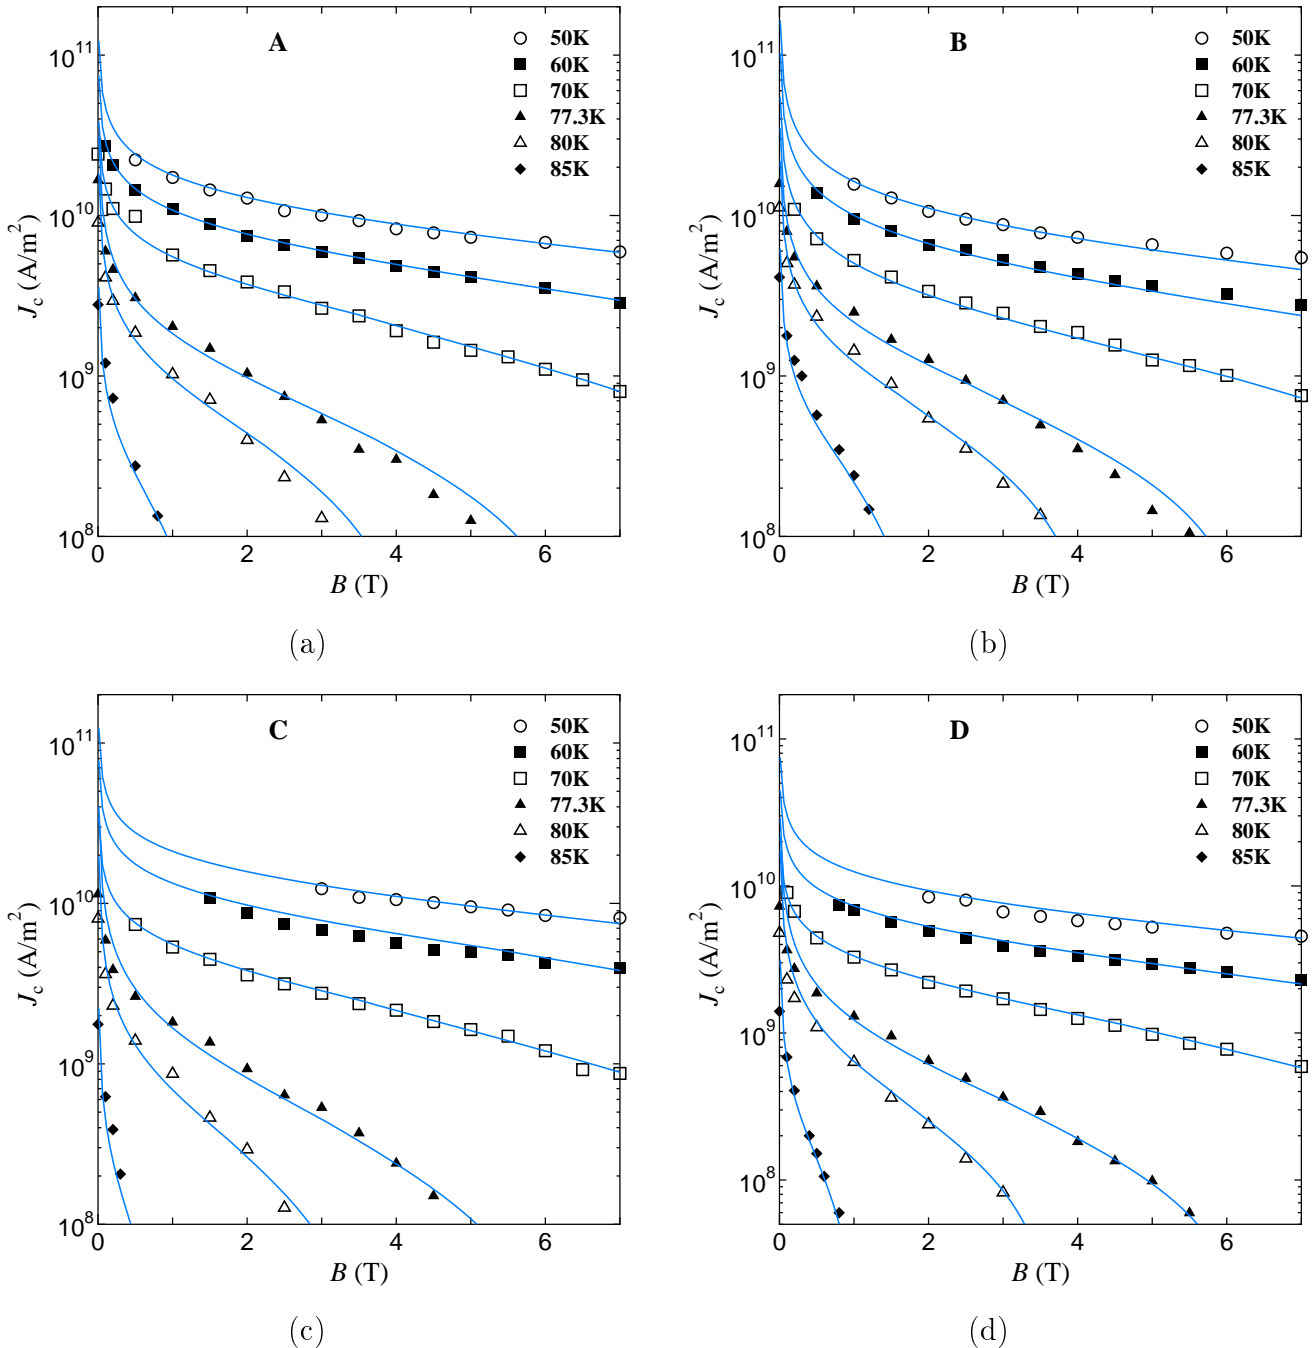 A
50K
60K
70K
77.3K
80K
85K
10^11
10^10
10^9
10^8
J_c (A/m^2)
0 2 4 6
B (T)
(a)
B
50K
60K
70K
77.3K
80K
85K
10^11
10^10
10^9
10^8
J_c (A/m^2)
0 2 4 6
B (T)
(b)
C
50K
60K
70K
77.3K
80K
85K
10^11
10^10
10^9
10^8
J_c (A/m^2)
0 2 4 6
B (T)
(c)
D
50K
60K
70K
77.3K
80K
85K
10^11
10^10
10^9
10^8
J_c (A/m^2)
0 2 4 6
B (T)
(d)